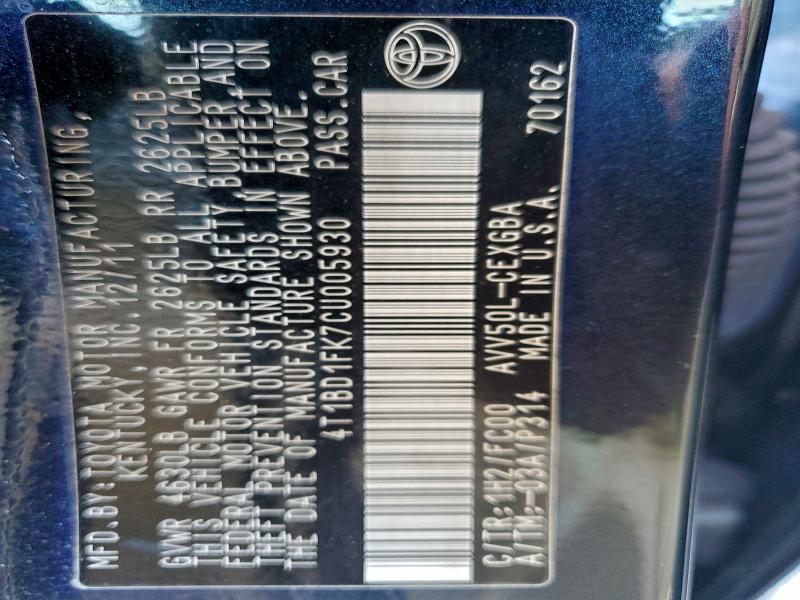 MFD.BY:TOYOTA MOTOR MANUFACTURING,
KENTUCKY, INC. 12/11
GVWR 4630LB GAWR FR 2625LB RR 2625LB
THIS VEHICLE CONFORMS TO ALL APPLICABLE
FEDERAL MOTOR VEHICLE SAFETY BUMPER,AND
THEFT PREVENTION STANDARDS IN EFFECT ON
THE DATE OF MANUFACTURE SHOWN ABOVE.
4T1BD1FK7CU005930 PASS.CAR
C/TR:1H2/FC00 AVV50L-CEXGBA
A/TM:-03A/P314 MADE IN U.S.A. 70162